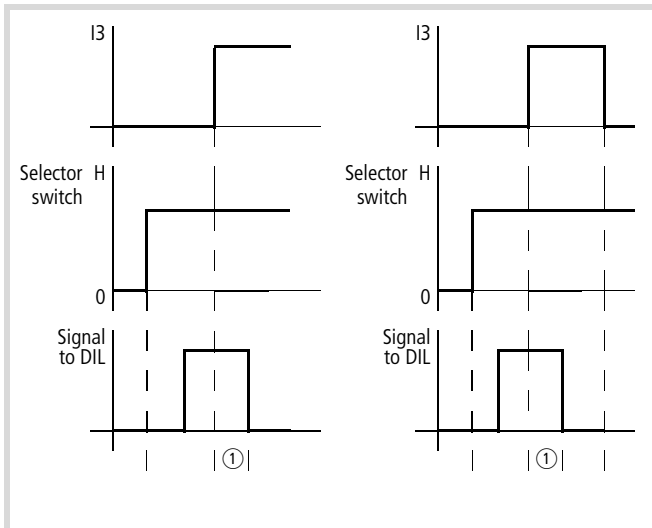 I3
I3
Selector H
switch
0
Selector H
switch
0
Signal
to DIL
Signal
to DIL
①
①